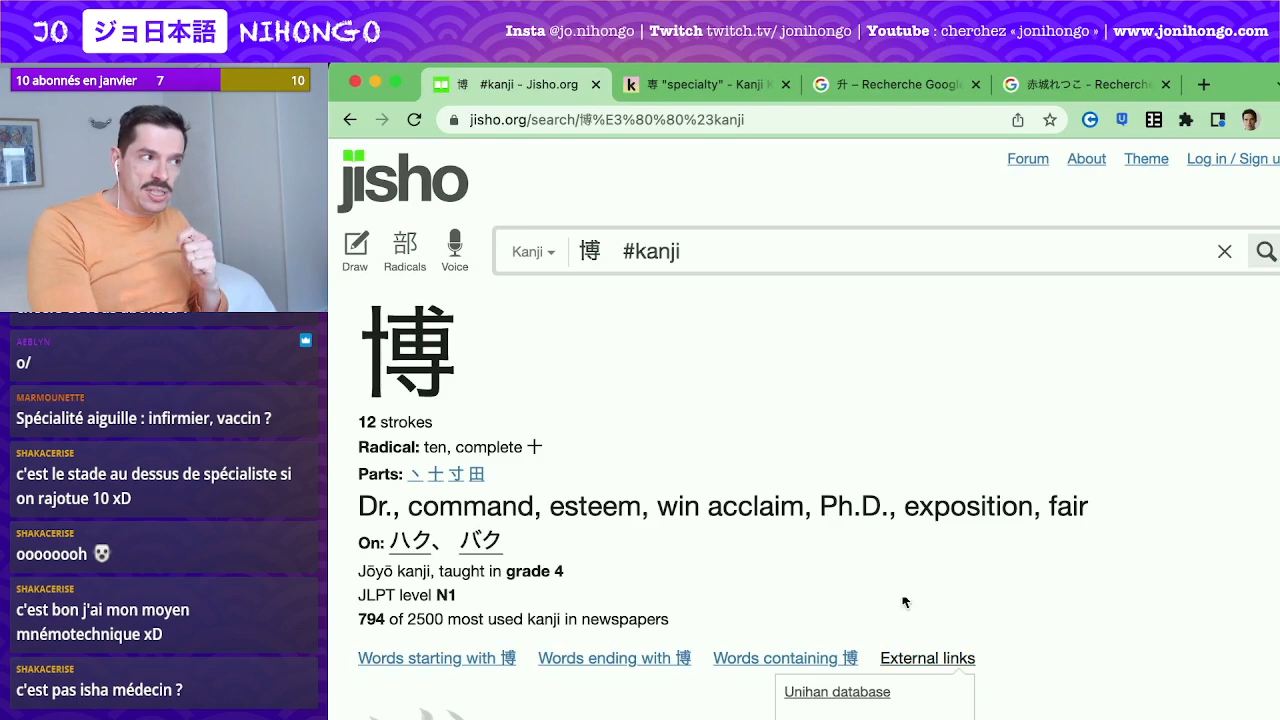 JO ジョ日本語 NIHONGO
Insta @jo.nihongo | Twitch twitch.tv/ jonihongo | Youtube : cherchez « jonihongo » | www.jonihongo.com
10 abonnés en janvier 7 10
博 #kanji - Jisho.org
専 "specialty" - Kanji
升 – Recherche Google
赤城れつこ - Recherche
jisho.org/search/博%E3%80%80%23kanji
jisho
Forum About Theme Log in / Sign u
Draw
部 Radicals
Voice
Kanji
博 #kanji
博
12 strokes
Radical: ten, complete 十
Parts: 丶 十 寸 田
Dr., command, esteem, win acclaim, Ph.D., exposition, fair
On: ハク、 バク
Jōyō kanji, taught in grade 4
JLPT level N1
794 of 2500 most used kanji in newspapers
Words starting with 博 Words ending with 博 Words containing 博 External links
Unihan database
AEBLYN
o/
MARMOUNETTE
Spécialité aiguille : infirmier, vaccin ?
SHAKACERISE
c'est le stade au dessus de spécialiste si
on rajotue 10 xD
SHAKACERISE
oooooooh
SHAKACERISE
c'est bon j'ai mon moyen
mnémotechnique xD
SHAKACERISE
c'est pas isha médecin ?